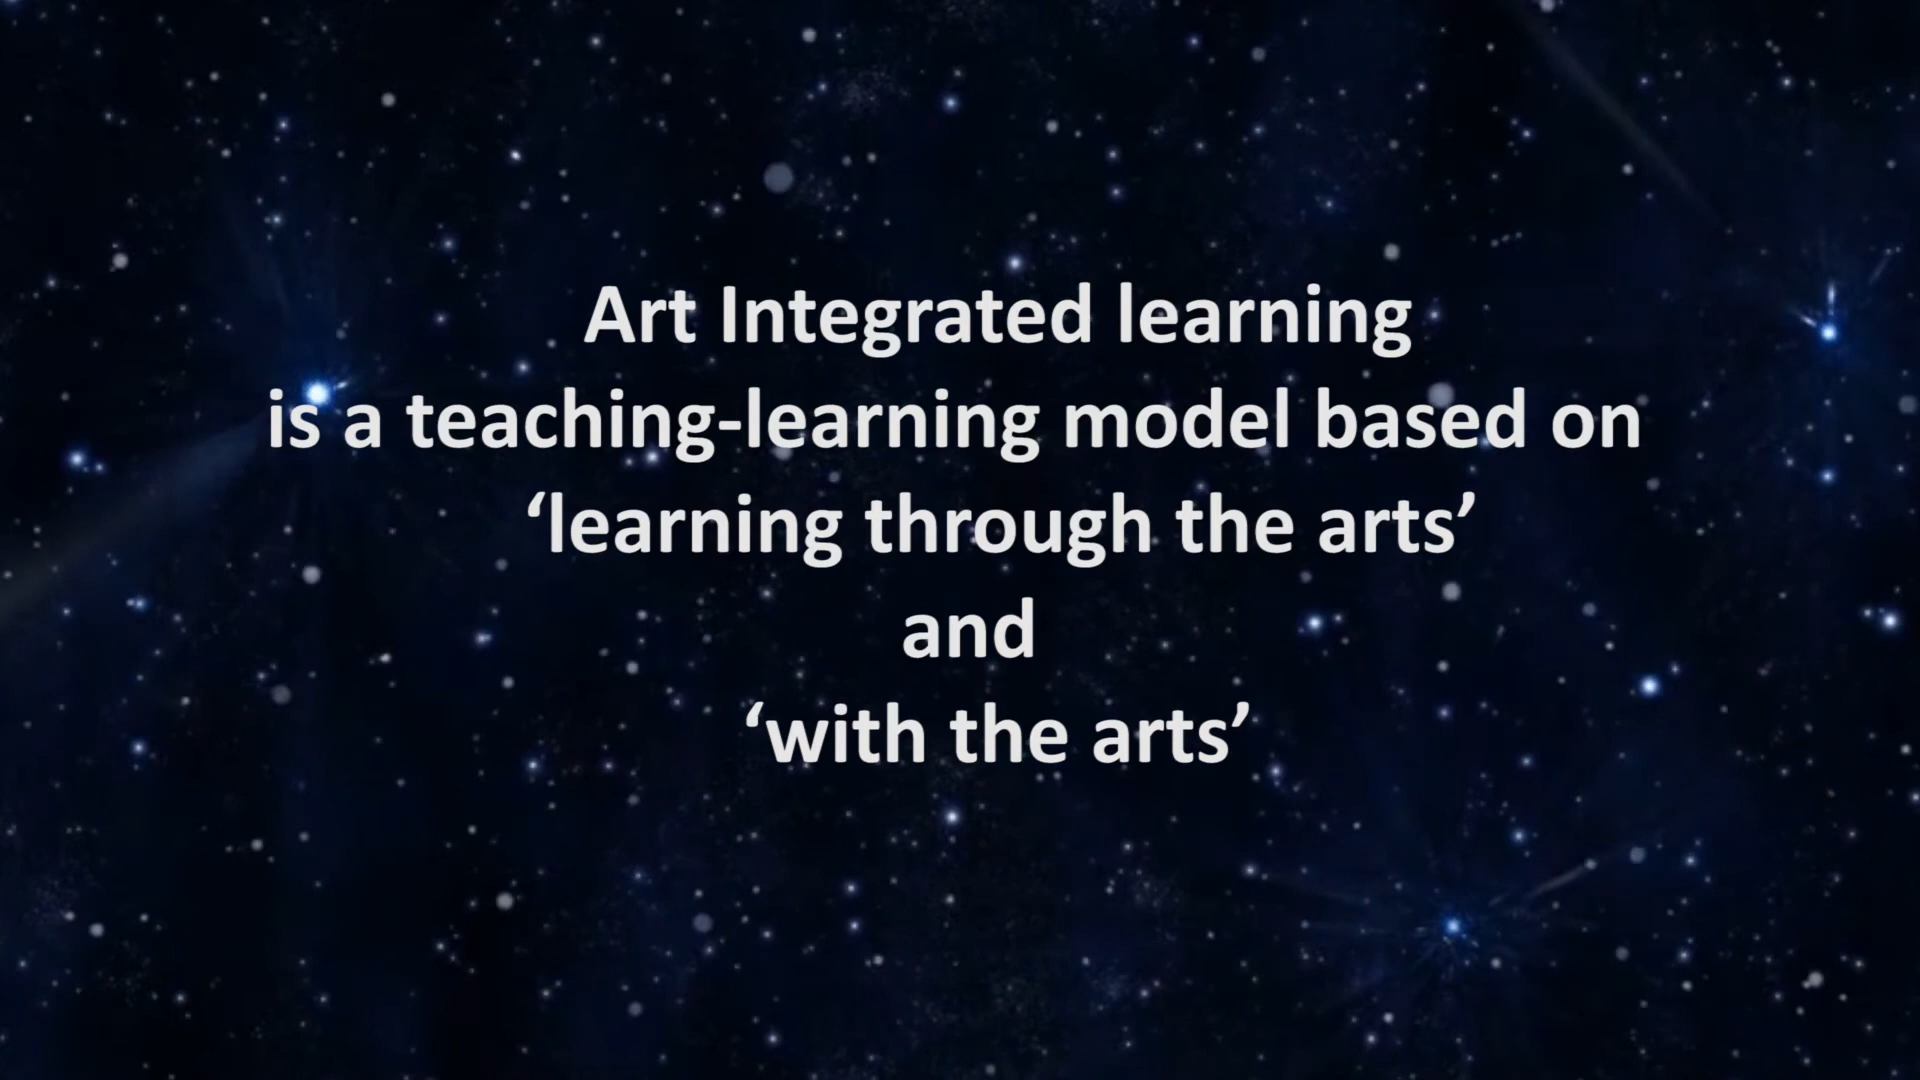 Art Integrated learning
is a teaching-learning model based on
‘learning through the arts’
and
‘with the arts’